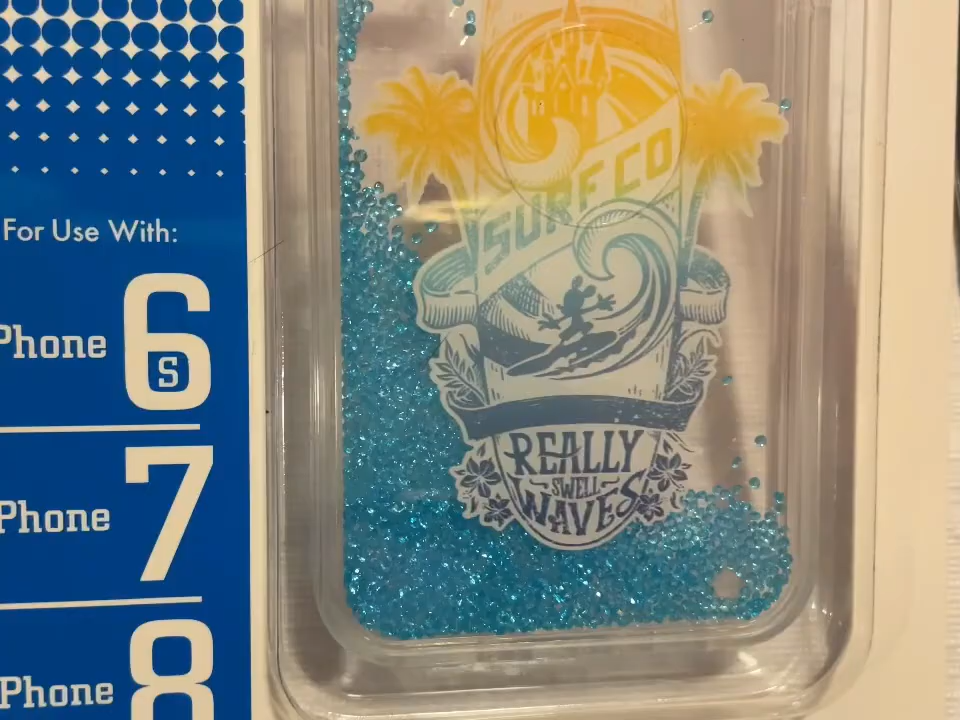 For Use With:
Phone 6
S
Phone 7
Phone 8
SURF CO
REALLY
SWELL
WAVES